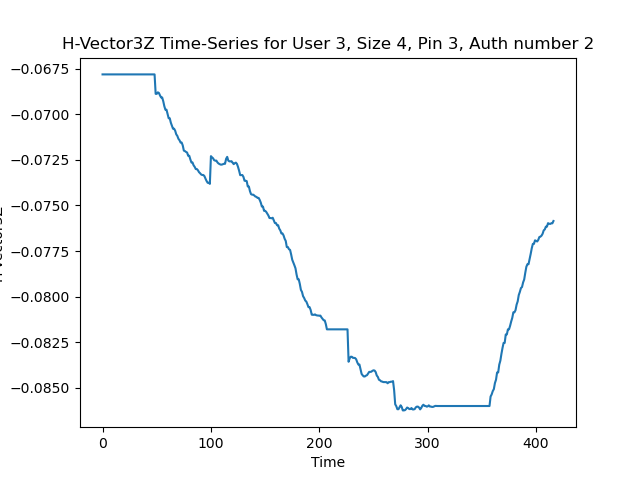 H-Vector3Z Time-Series for User 3, Size 4, Pin 3, Auth number 2
−0.0675
−0.0700
−0.0725
−0.0750
−0.0775
−0.0800
−0.0825
−0.0850
0 100 200 300 400
Time